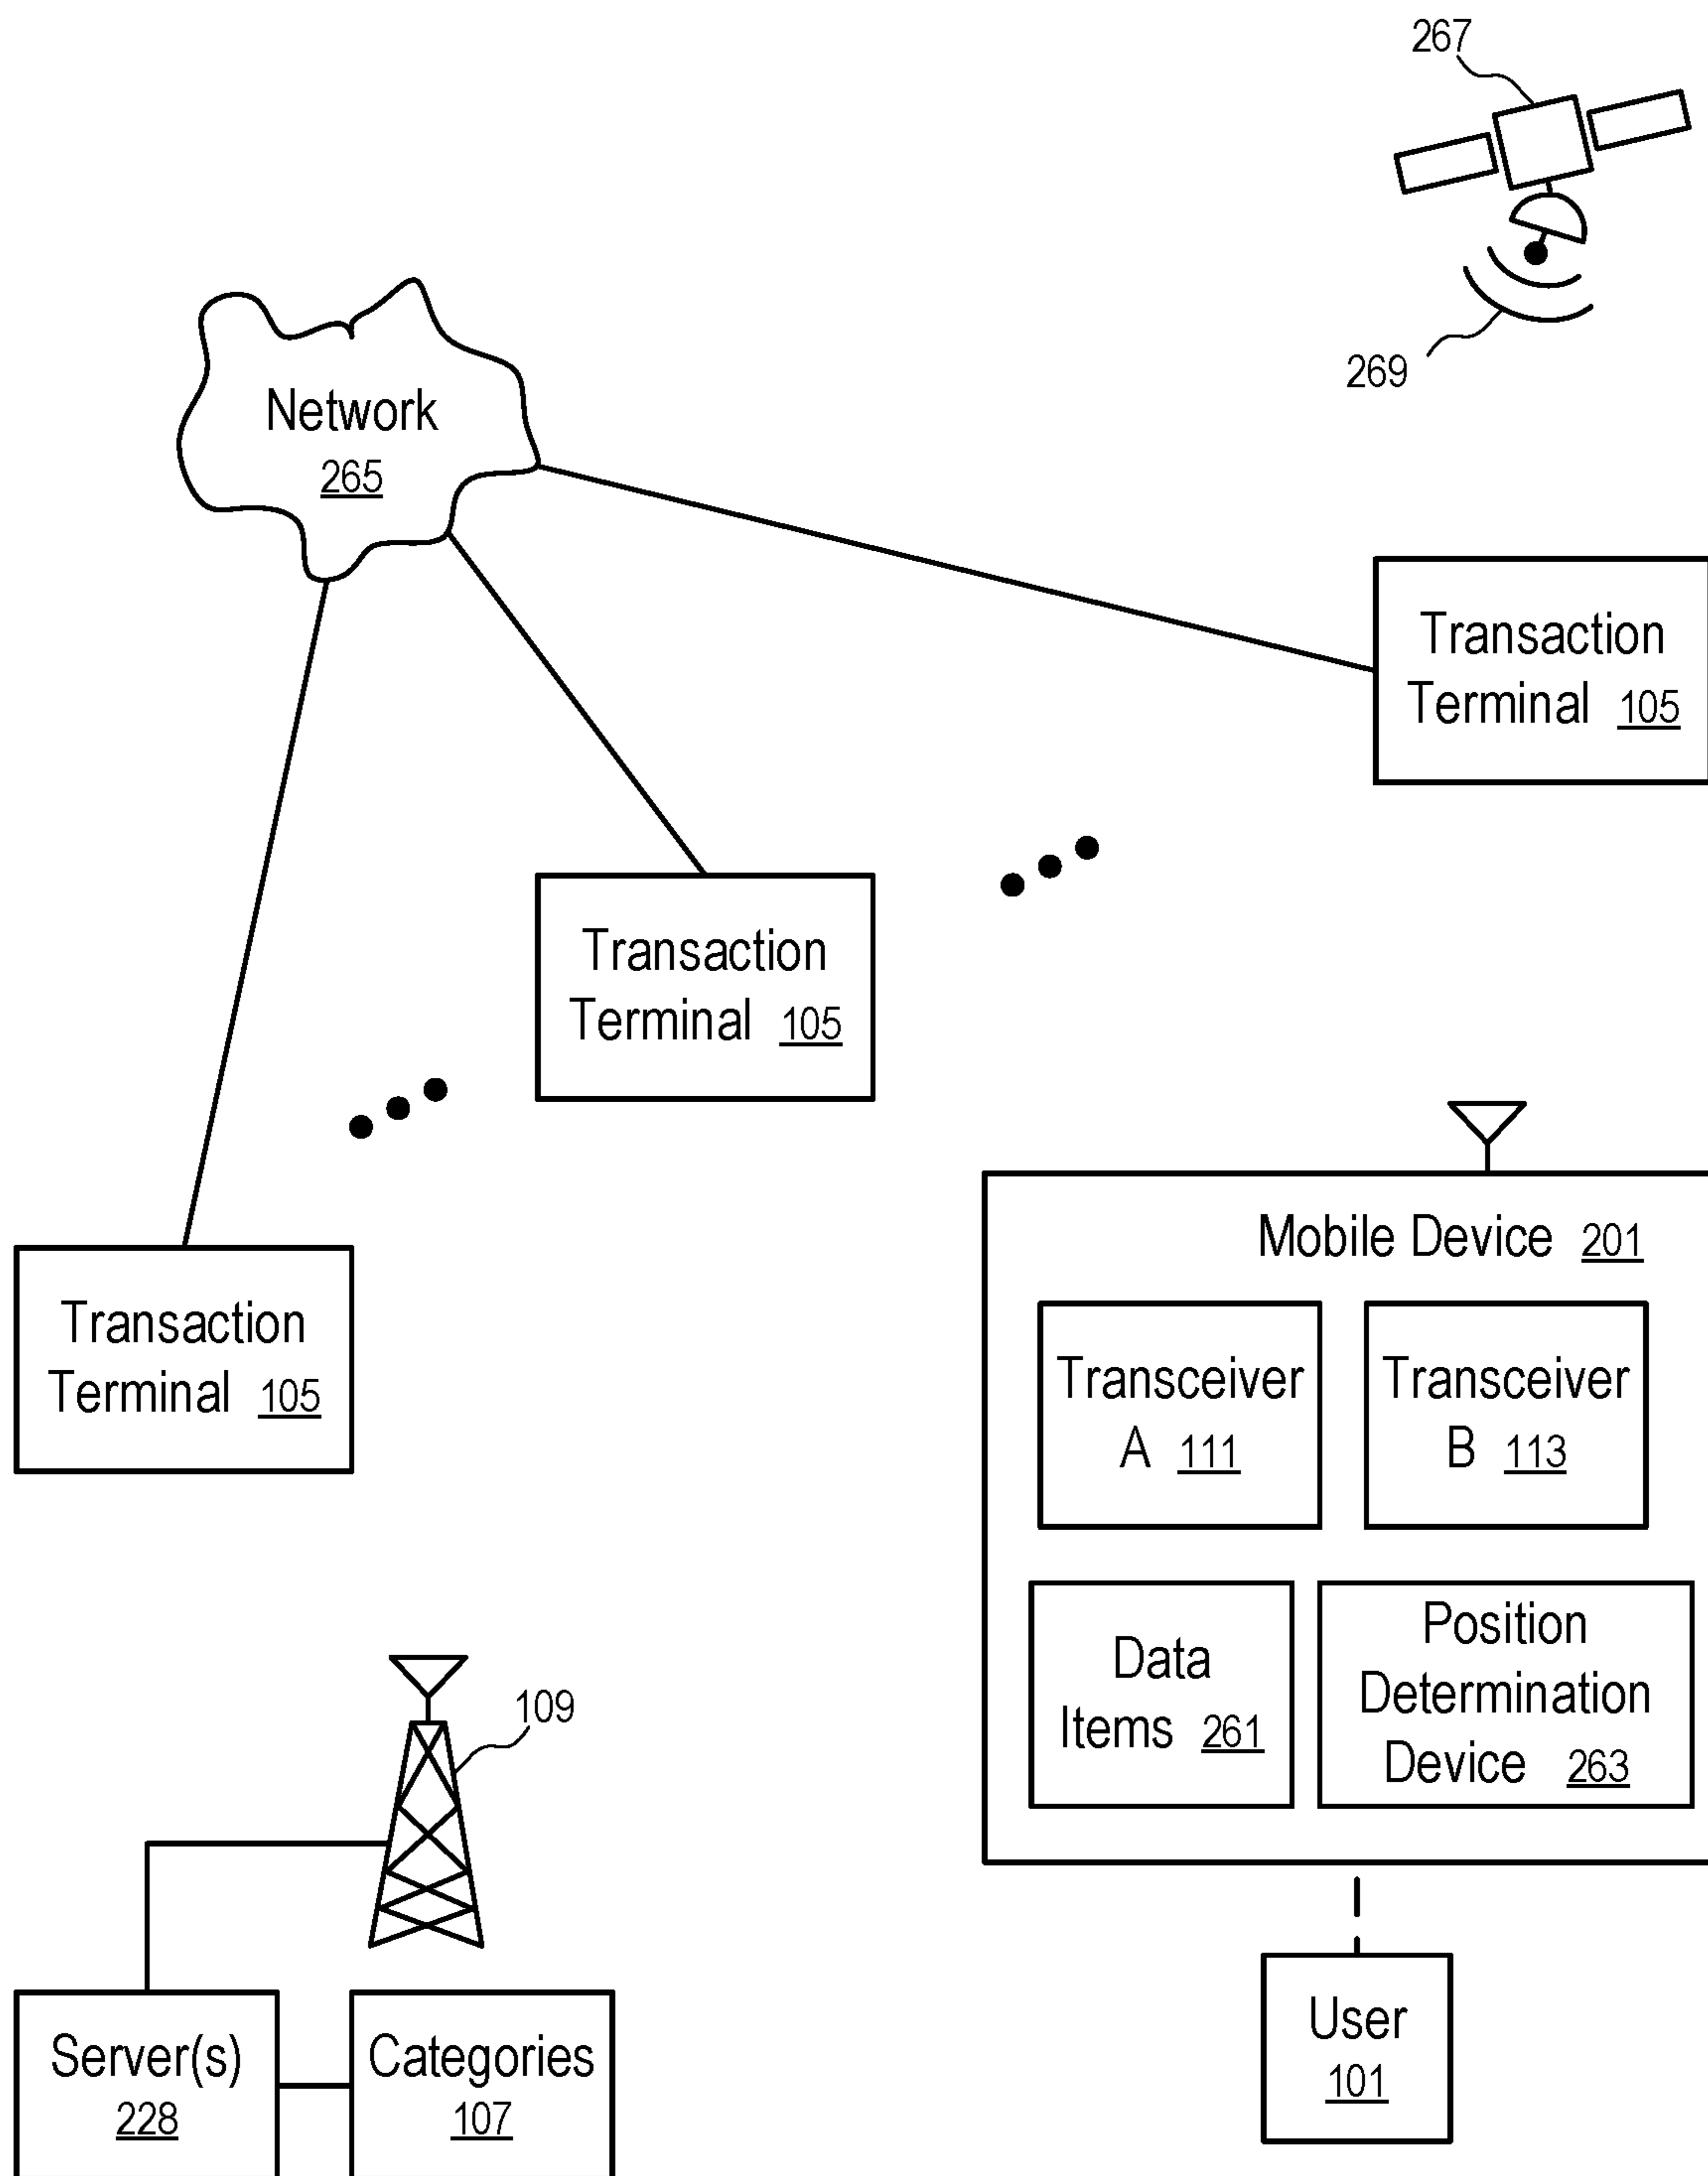 267
269
Network
265
Transaction
Terminal 105
Transaction
Terminal 105
Transaction
Terminal 105
Mobile Device 201
Transceiver
A 111
Transceiver
B 113
Data
Items 261
Position
Determination
Device 263
109
User
101
Server(s)
228
Categories
107